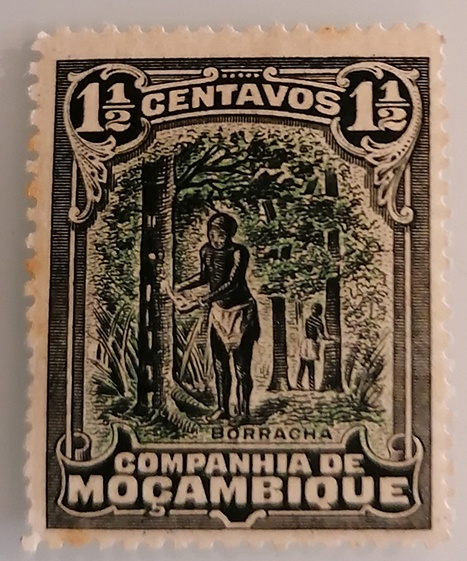 1½ CENTAVOS 1½
BORRACHA
COMPANHIA DE
MOÇAMBIQUE